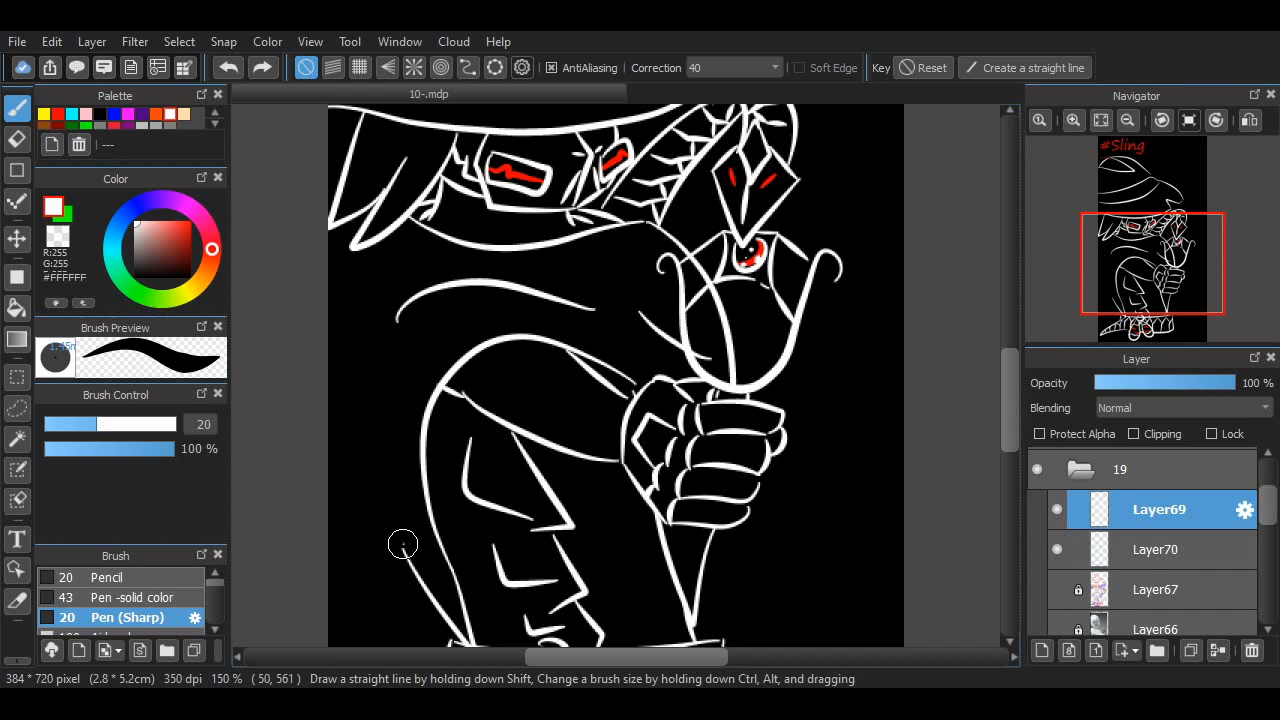 File Edit Layer Filter Select Snap Color View Tool Window Cloud Help
AntiAliasing Correction 40 Soft Edge Key Reset Create a straight line
Palette
10-.mdp
Navigator
---
Color
#Sling
R:255
G:255
B:255
#FFFFFF
Brush Preview
Layer
Opacity 100 %
Brush Control
Blending Normal
20
Protect Alpha Clipping Lock
100 %
19
Layer69
Layer70
Brush
20 Pencil
Layer67
43 Pen -solid color
20 Pen (Sharp)
Layer66
384 * 720 pixel (2.8 * 5.2cm) 350 dpi 150 % ( 50, 561 ) Draw a straight line by holding down Shift, Change a brush size by holding down Ctrl, Alt, and dragging